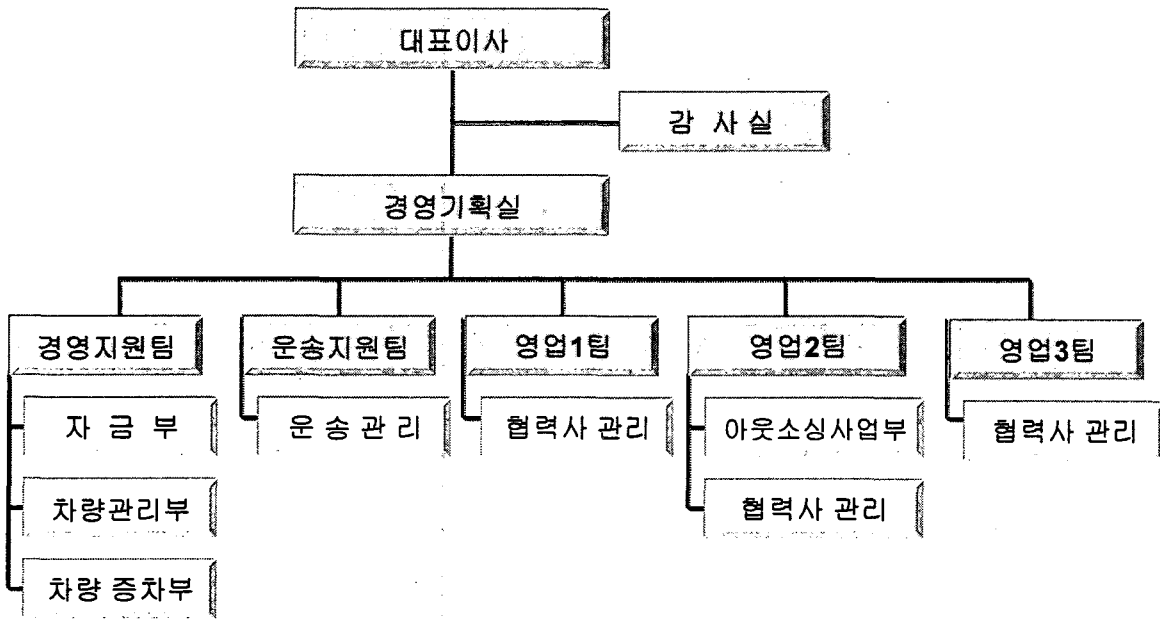 대표이사
감 사 실
경영기획실
경영지원팀
운송지원팀
영업1팀
영업2팀
영업3팀
자 금 부
운 송 관 리
협력사 관리
아웃소싱사업부
협력사 관리
차량관리부
협력사 관리
차량 증차부